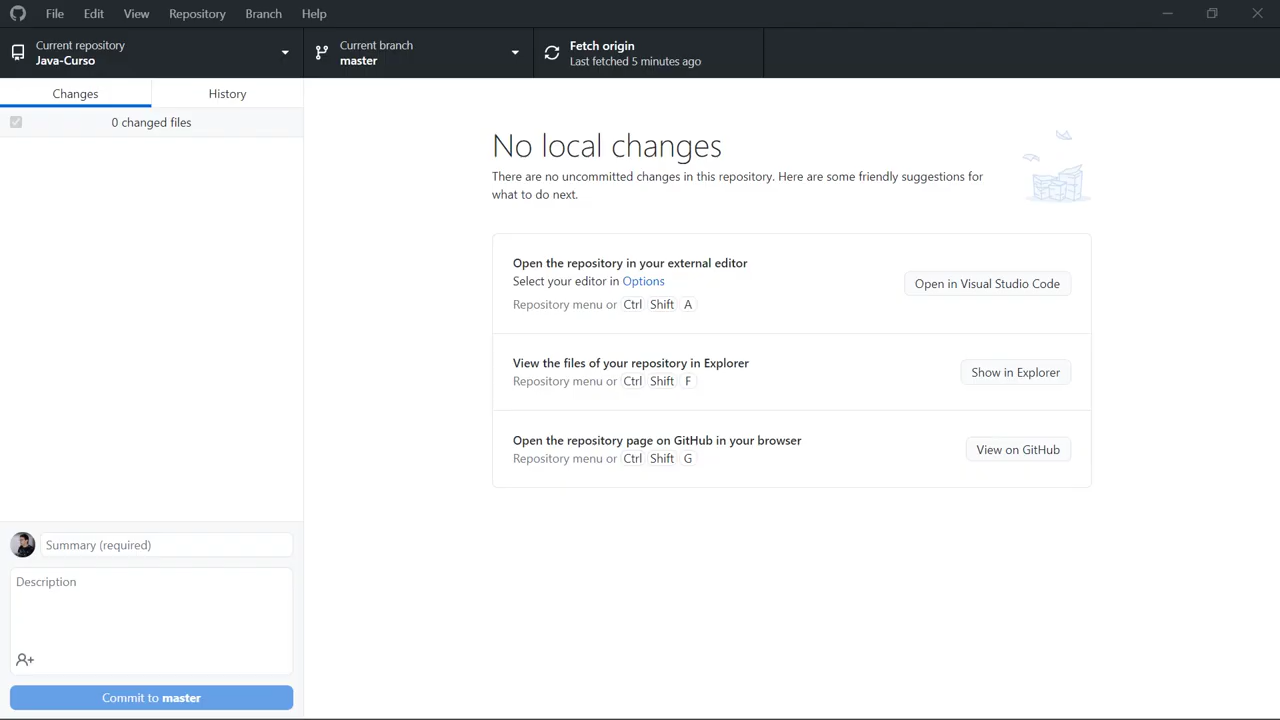 File Edit View Repository Branch Help
Current repository
Java-Curso
Current branch
master
Fetch origin
Last fetched 5 minutes ago
Changes
History
0 changed files
No local changes
There are no uncommitted changes in this repository. Here are some friendly suggestions for
what to do next.
Open the repository in your external editor
Select your editor in Options
Repository menu or Ctrl Shift A
Open in Visual Studio Code
View the files of your repository in Explorer
Repository menu or Ctrl Shift F
Show in Explorer
Open the repository page on GitHub in your browser
Repository menu or Ctrl Shift G
View on GitHub
Summary (required)
Description
Commit to master